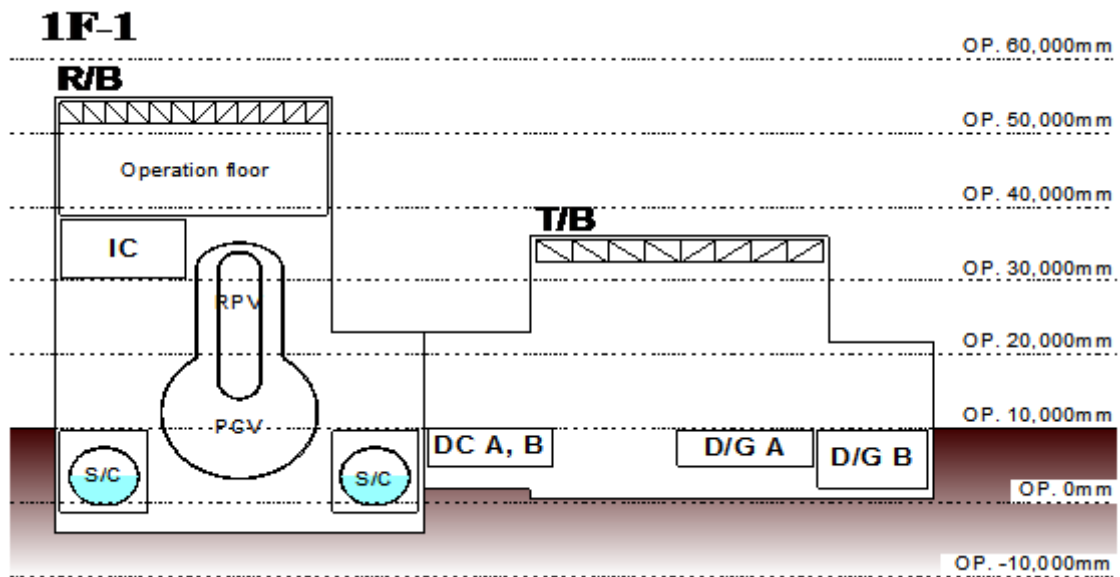 1F-1
OP. 60,000mm
R/B
OP. 50,000mm
Operation floor
OP. 40,000mm
T/B
IC
OP. 30,000mm
RPV
OP. 20,000mm
OP. 10,000mm
PCV
DC A, B
D/G A
D/G B
S/C
S/C
OP. 0mm
OP. -10,000mm